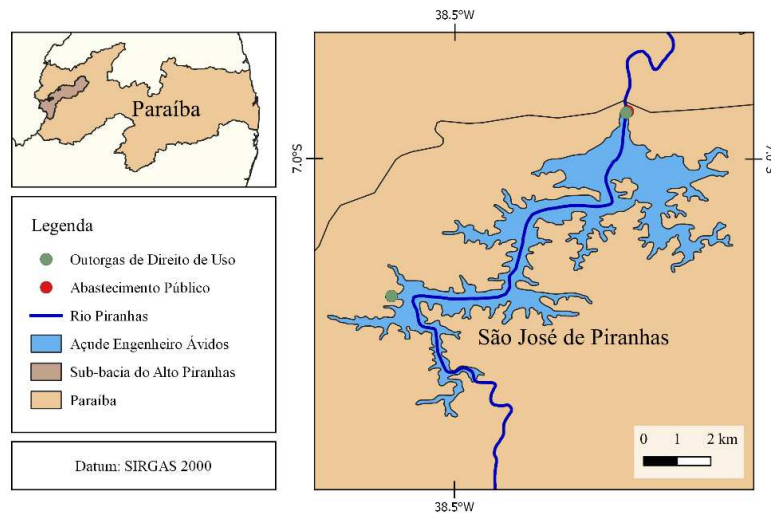 Paraíba
Legenda
Outorgas de Direito de Uso
Abastecimento Público
Rio Piranhas
Açude Engenheiro Ávidos
Sub-bacia do Alto Piranhas
Paraíba
Datum: SIRGAS 2000
38.5°W
7.0°S
7.0°S
São José de Piranhas
0 1 2 km
38.5°W